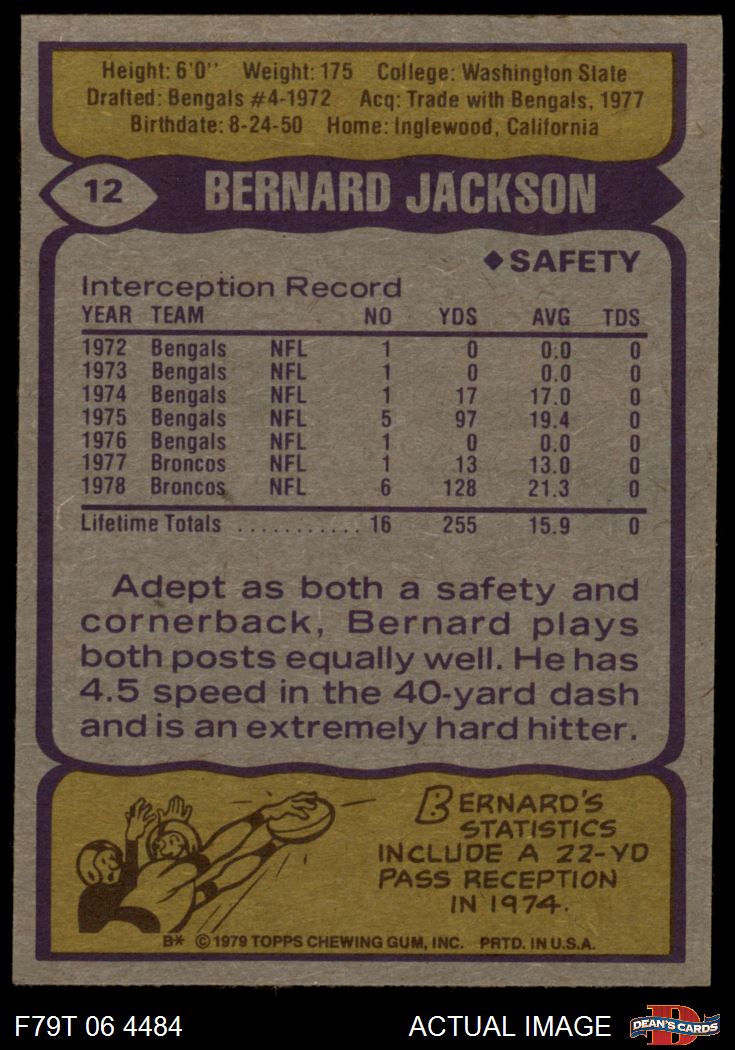 Height: 6'0'' Weight: 175 College: Washington State
Drafted: Bengals #4-1972 Acq: Trade with Bengals, 1977
Birthdate: 8-24-50 Home: Inglewood, California
12 BERNARD JACKSON
◆SAFETY
Interception Record
YEAR TEAM NO YDS AVG TDS
1972 Bengals NFL 1 0 0.0 0
1973 Bengals NFL 1 0 0.0 0
1974 Bengals NFL 1 17 17.0 0
1975 Bengals NFL 5 97 19.4 0
1976 Bengals NFL 1 0 0.0 0
1977 Broncos NFL 1 13 13.0 0
1978 Broncos NFL 6 128 21.3 0
Lifetime Totals ........... 16 255 15.9 0
Adept as both a safety and
cornerback, Bernard plays
both posts equally well. He has
4.5 speed in the 40-yard dash
and is an extremely hard hitter.
BERNARD'S
STATISTICS
INCLUDE A 22-YD
PASS RECEPTION
IN 1974.
B* © 1979 TOPPS CHEWING GUM, INC. PRTD. IN U.S.A.
F79T 06 4484 ACTUAL IMAGE D DEAN'S CARDS